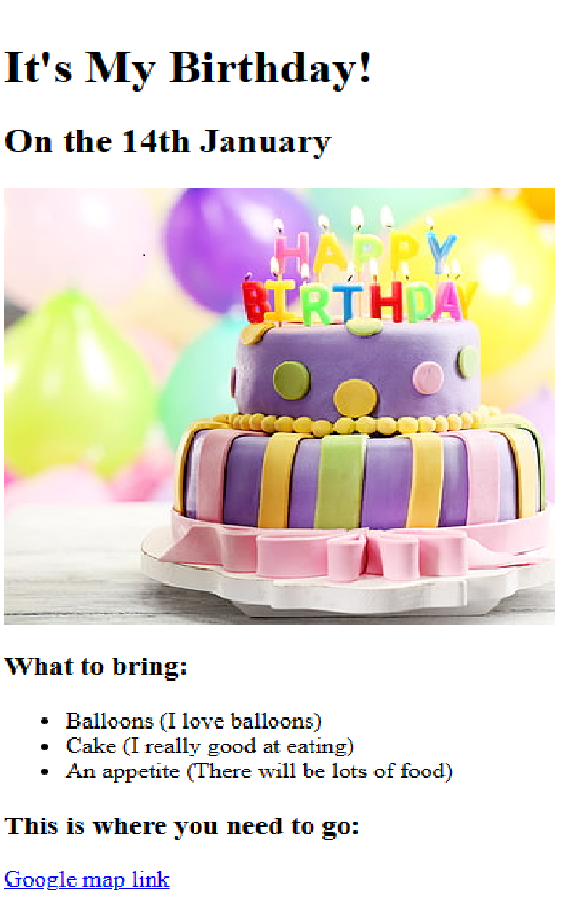 It's My Birthday!
On the 14th January
HAPPY
BIRTHDAY
What to bring:
Balloons (I love balloons)
Cake (I really good at eating)
An appetite (There will be lots of food)
This is where you need to go:
Google map link